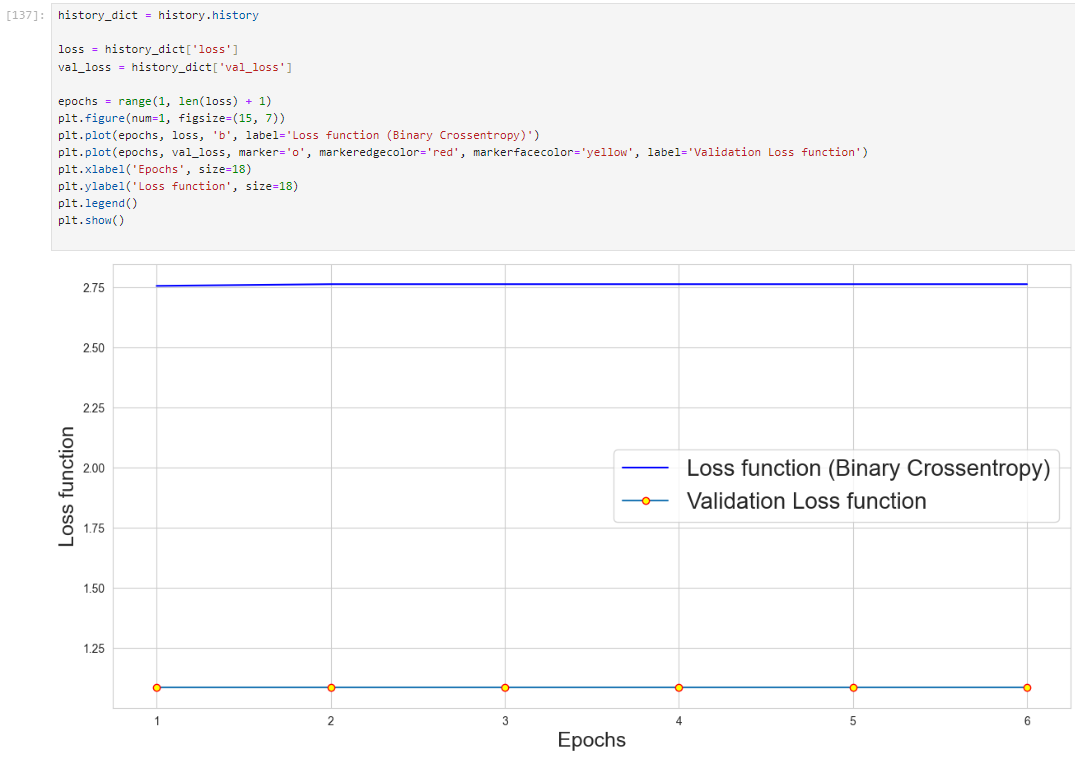 [137]: history_dict = history.history
loss = history_dict['loss']
val_loss = history_dict['val_loss']
epochs = range(1, len(loss) + 1)
plt.figure(num=1, figsize=(15, 7))
plt.plot(epochs, loss, 'b', label='Loss function (Binary Crossentropy)')
plt.plot(epochs, val_loss, marker='o', markeredgecolor='red', markerfacecolor='yellow', label='Validation Loss function')
plt.xlabel('Epochs', size=18)
plt.ylabel('Loss function', size=18)
plt.legend()
plt.show()
2.75
2.50
2.25
2.00
1.75
1.50
1.25
Loss function
Loss function (Binary Crossentropy)
Validation Loss function
1 2 3 4 5 6
Epochs